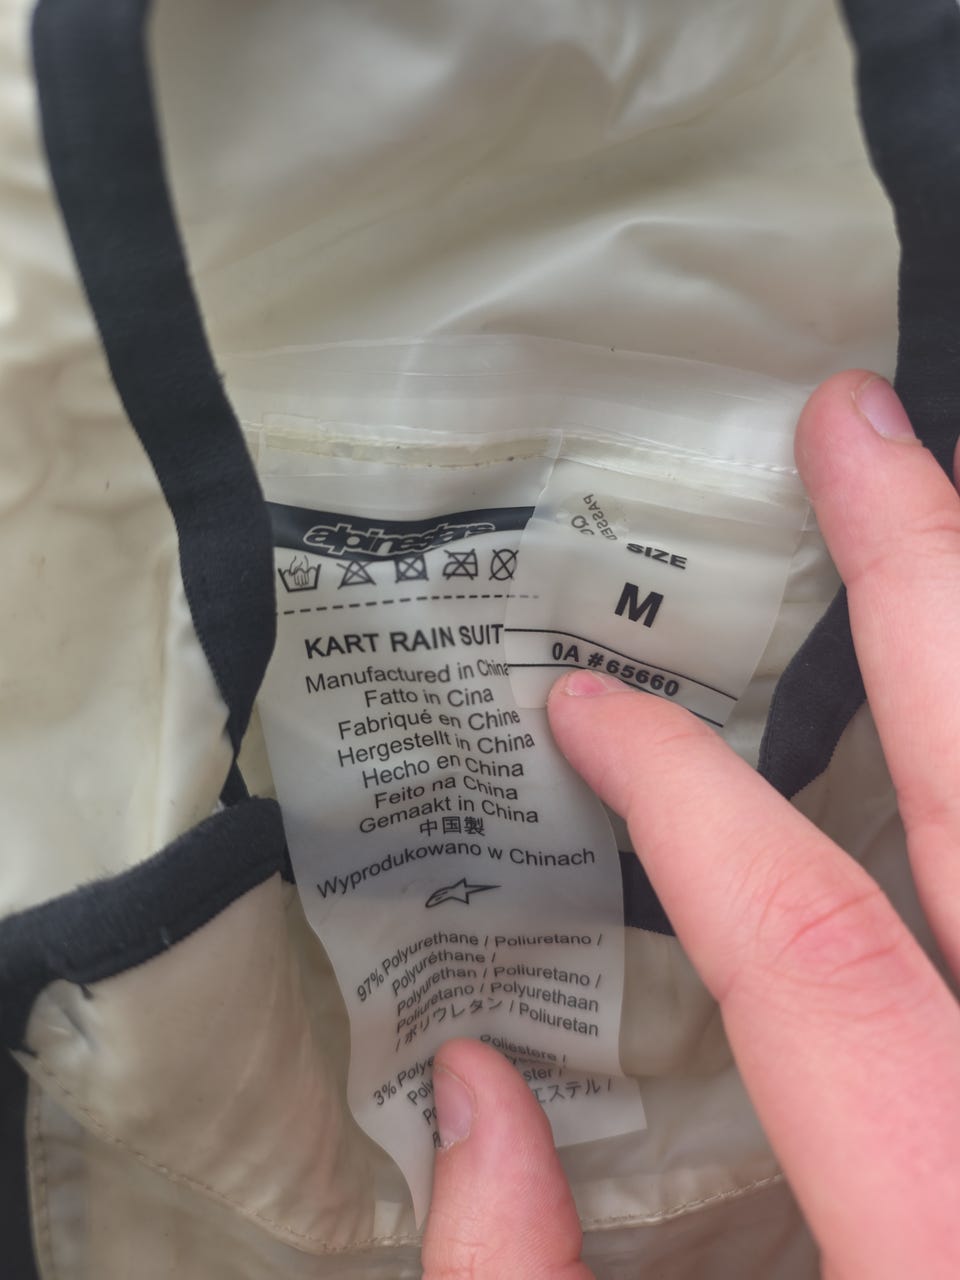 alpinestars
KART RAIN SUIT
Manufactured in China
Fatto in Cina
Fabriqué en Chine
Hergestellt in China
Hecho en China
Feito na China
Gemaakt in China
中国製
Wyprodukowano w Chinach
97% Polyurethane / Poliuretano /
Polyuréthane /
Polyurethan / Poliuretano /
Poliuretano / Polyurethaan
/ ポリウレタン / Poliuretan
3% Polye Poliestere /
ster /
エステル /
QC
PASSED
SIZE
M
0A #65660